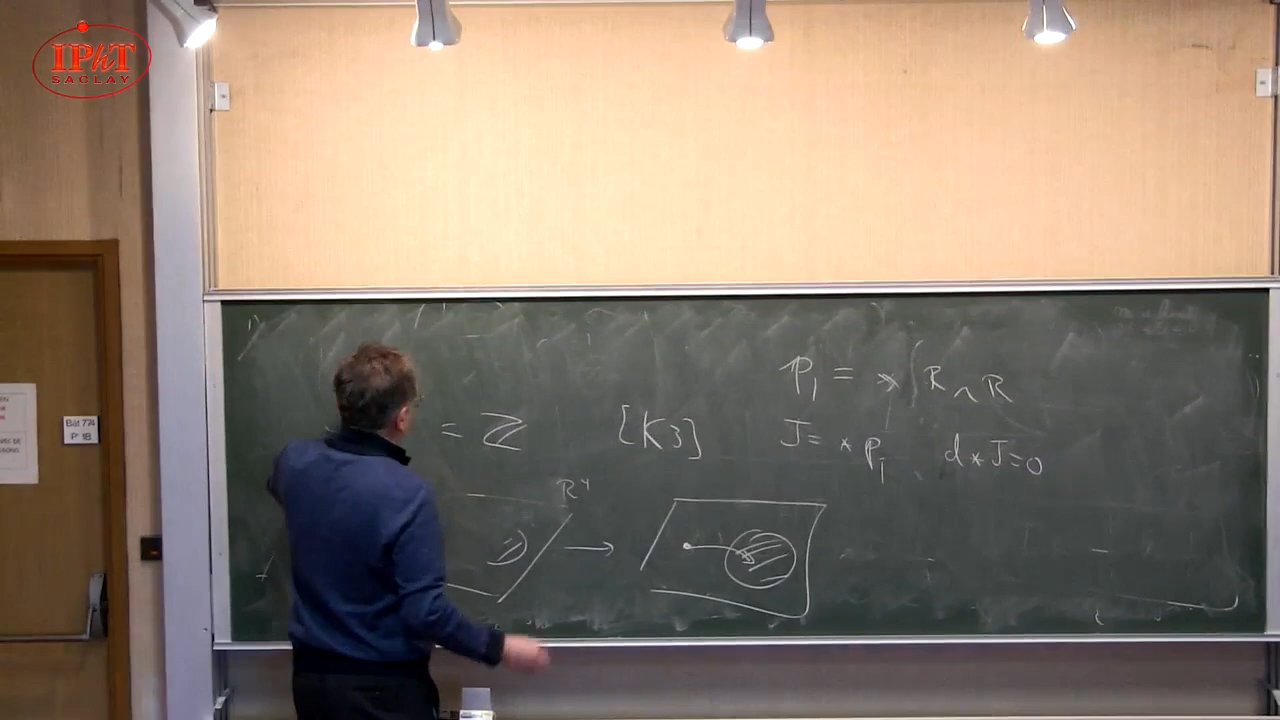 IPhT
SACLAY
p₁ = * ∫ R ∧ R
= Z [K3] J = * p₁ d*J=0
R⁴
Bât 774
P 1B